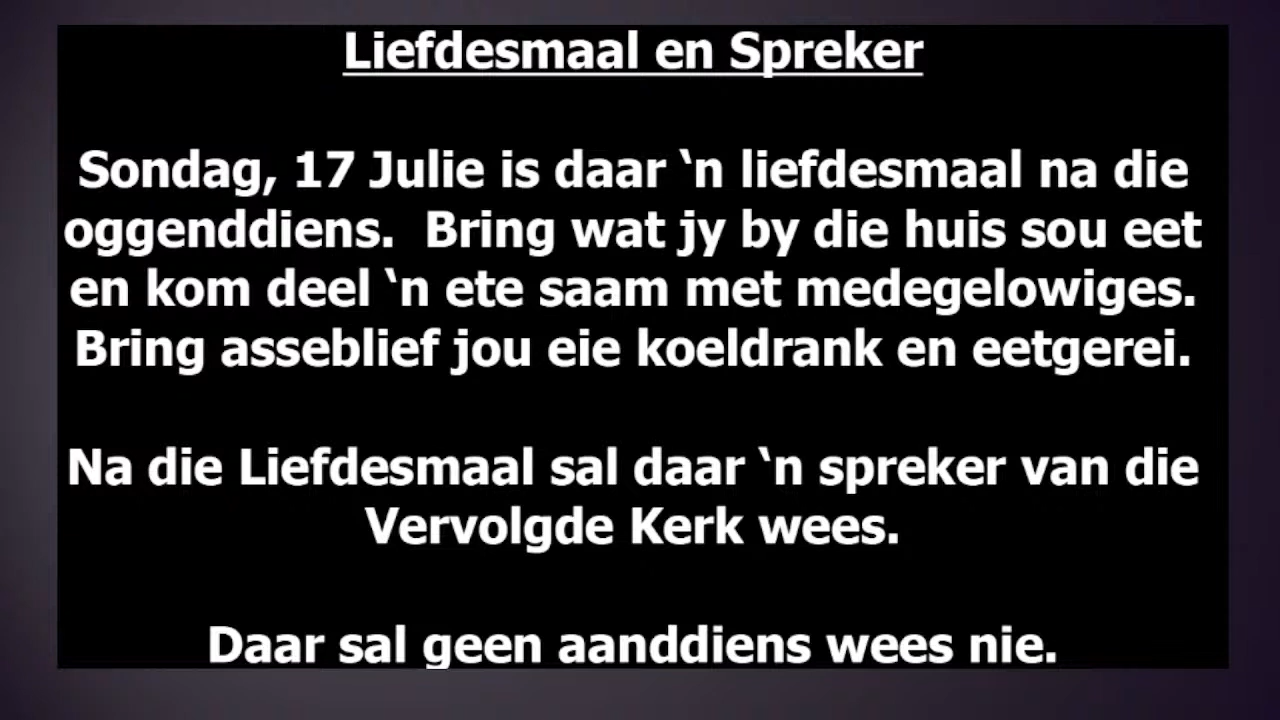 Liefdesmaal en Spreker
Sondag, 17 Julie is daar ‘n liefdesmaal na die
oggenddiens.  Bring wat jy by die huis sou eet
en kom deel ‘n ete saam met medegelowiges.
Bring asseblief jou eie koeldrank en eetgerei.
Na die Liefdesmaal sal daar ‘n spreker van die
Vervolgde Kerk wees.
Daar sal geen aanddiens wees nie.